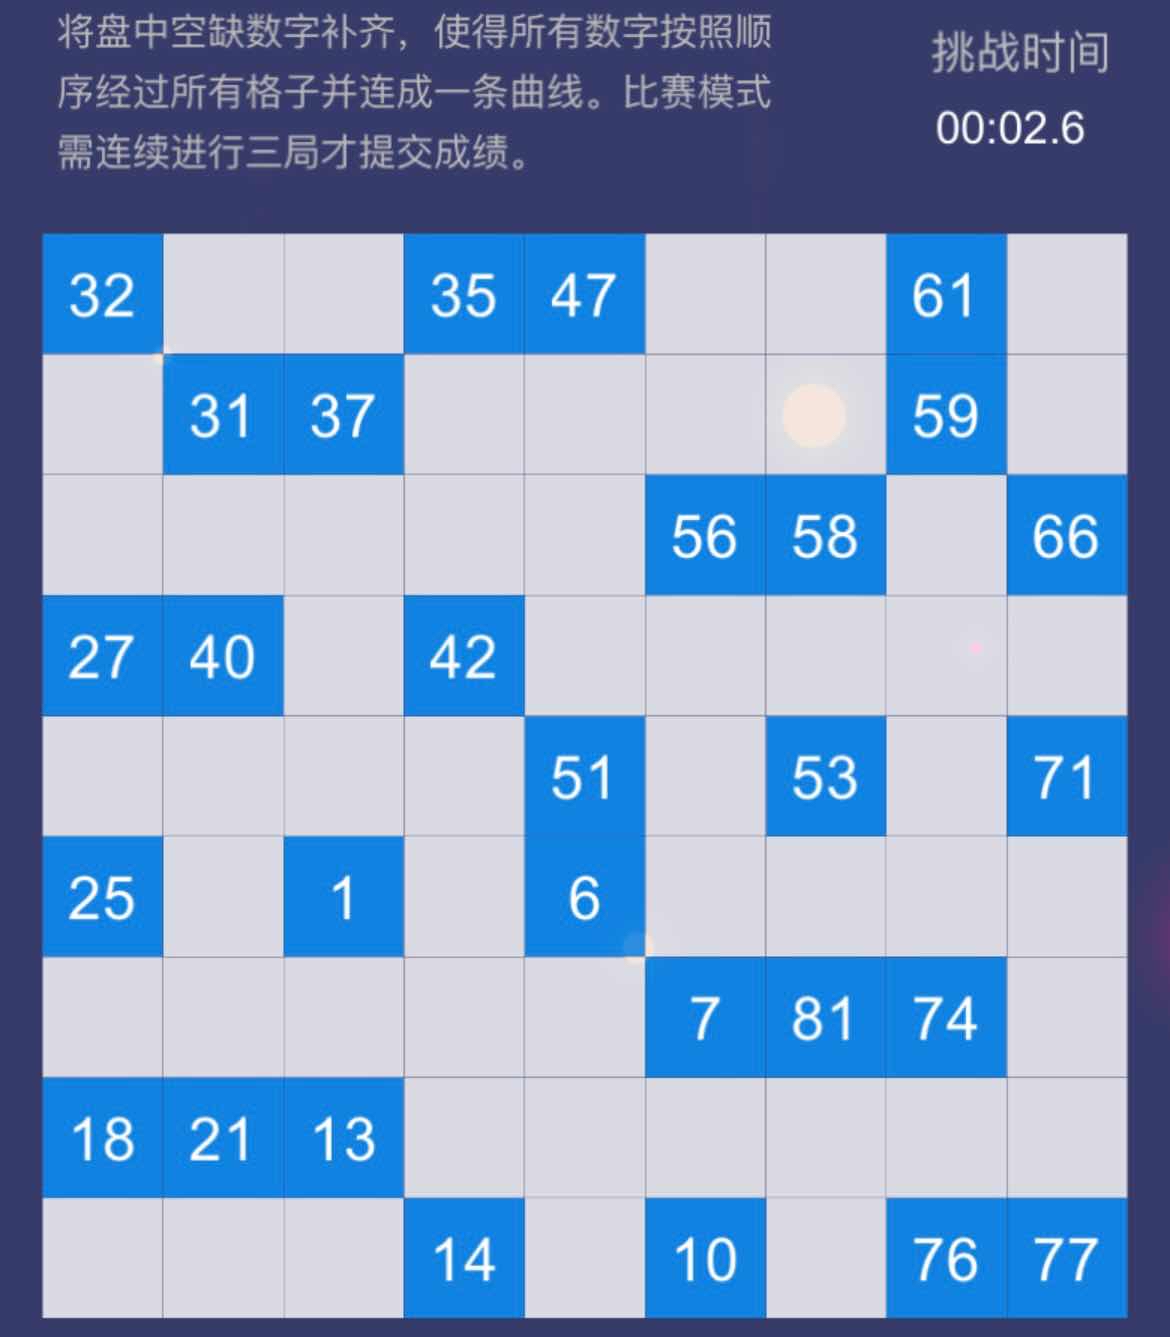 将盘中空缺数字补齐，使得所有数字按照顺
序经过所有格子并连成一条曲线。比赛模式
需连续进行三局才提交成绩。
挑战时间
00:02.6
32 35 47 61
31 37 59
56 58 66
27 40 42
51 53 71
25 1 6
7 81 74
18 21 13
14 10 76 77